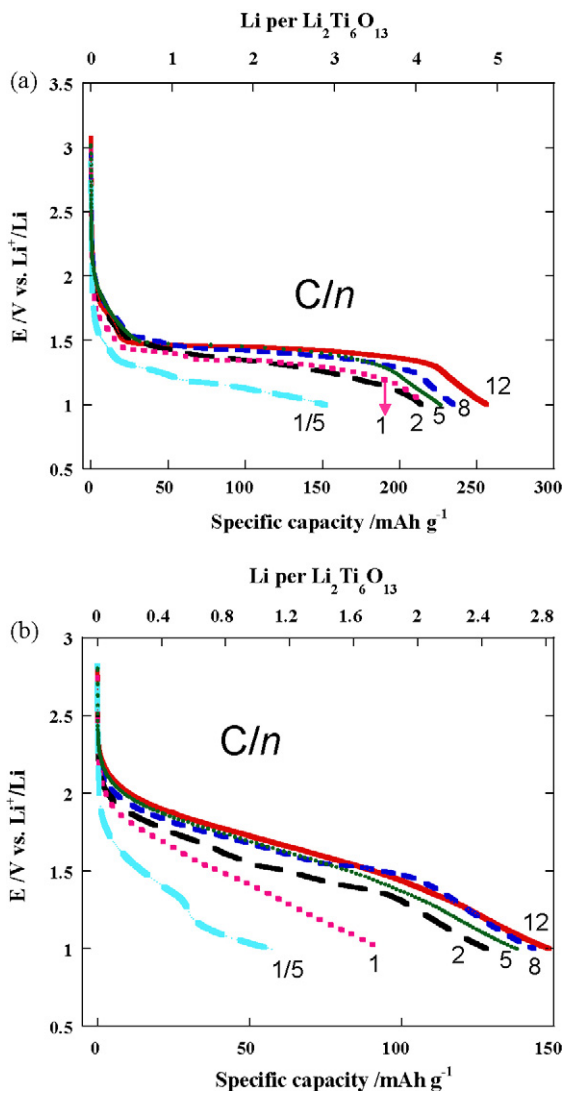 Li per Li₂Ti₆O₁₃
0 1 2 3 4 5
(a)
3.5
3
2.5
2
1.5
1
0.5
E /V vs. Li⁺/Li
C/n
1/5 1 2 5 8 12
0 50 100 150 200 250 300
Specific capacity /mAh g⁻¹
Li per Li₂Ti₆O₁₃
0 0.4 0.8 1.2 1.6 2 2.4 2.8
(b)
3
2.5
2
1.5
1
0.5
E /V vs. Li⁺/Li
C/n
1/5 1 2 5 8 12
0 50 100 150
Specific capacity /mAh g⁻¹